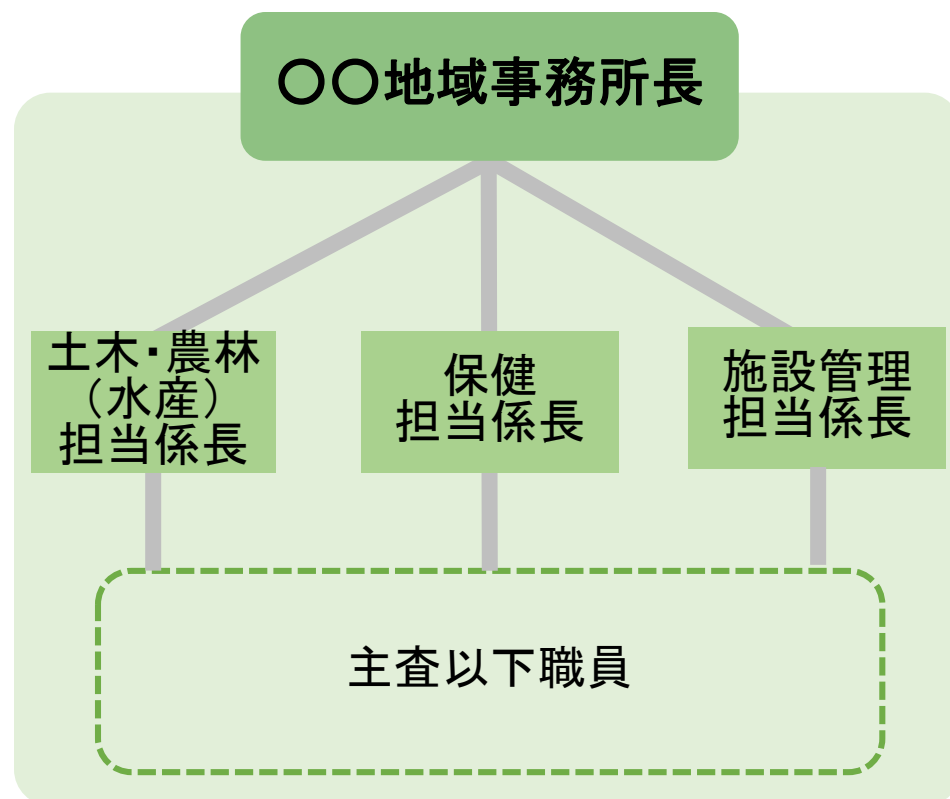 〇〇地域事務所長
土木・農林
（水産）
担当係長
保健
担当係長
施設管理
担当係長
主査以下職員